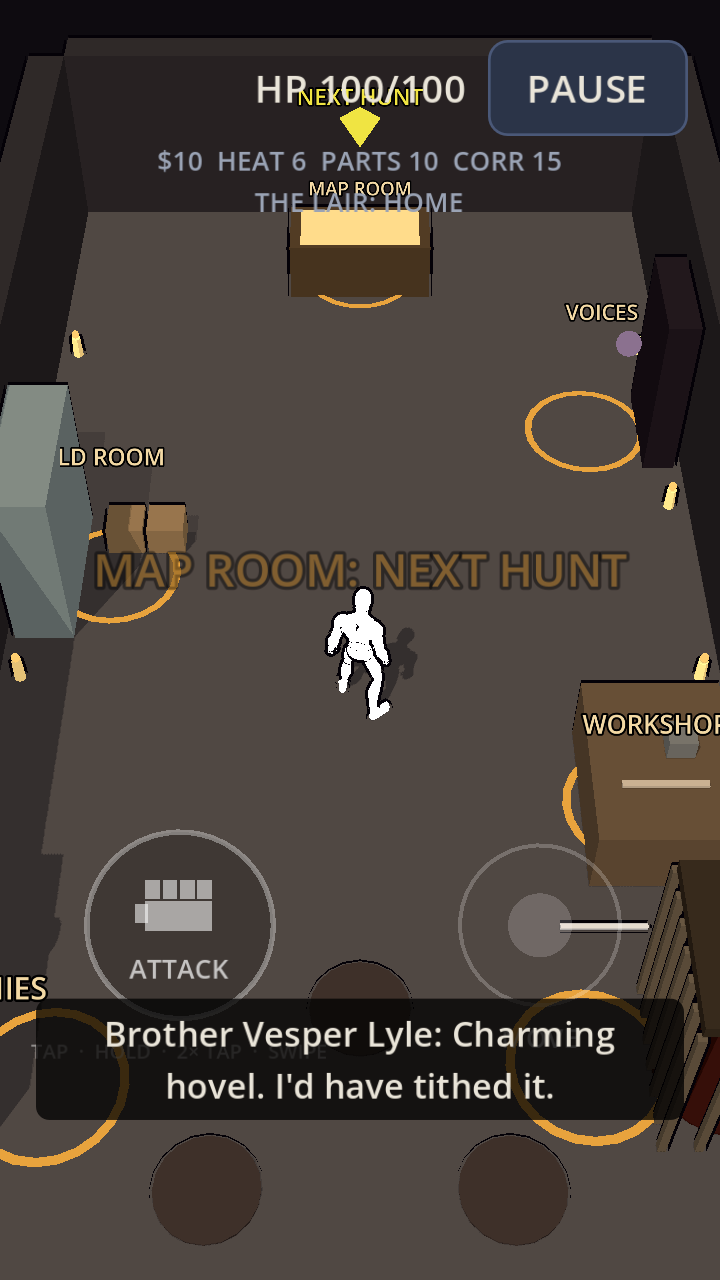 HP 100/100
PAUSE
NEXT HUNT
$10 HEAT 6 PARTS 10 CORR 15
MAP ROOM
THE LAIR: HOME
VOICES
LD ROOM
MAP ROOM: NEXT HUNT
WORKSHOP
ATTACK
IIES
Brother Vesper Lyle: Charming
hovel. I'd have tithed it.
TAP · HOLD · 2× TAP · SWIPE